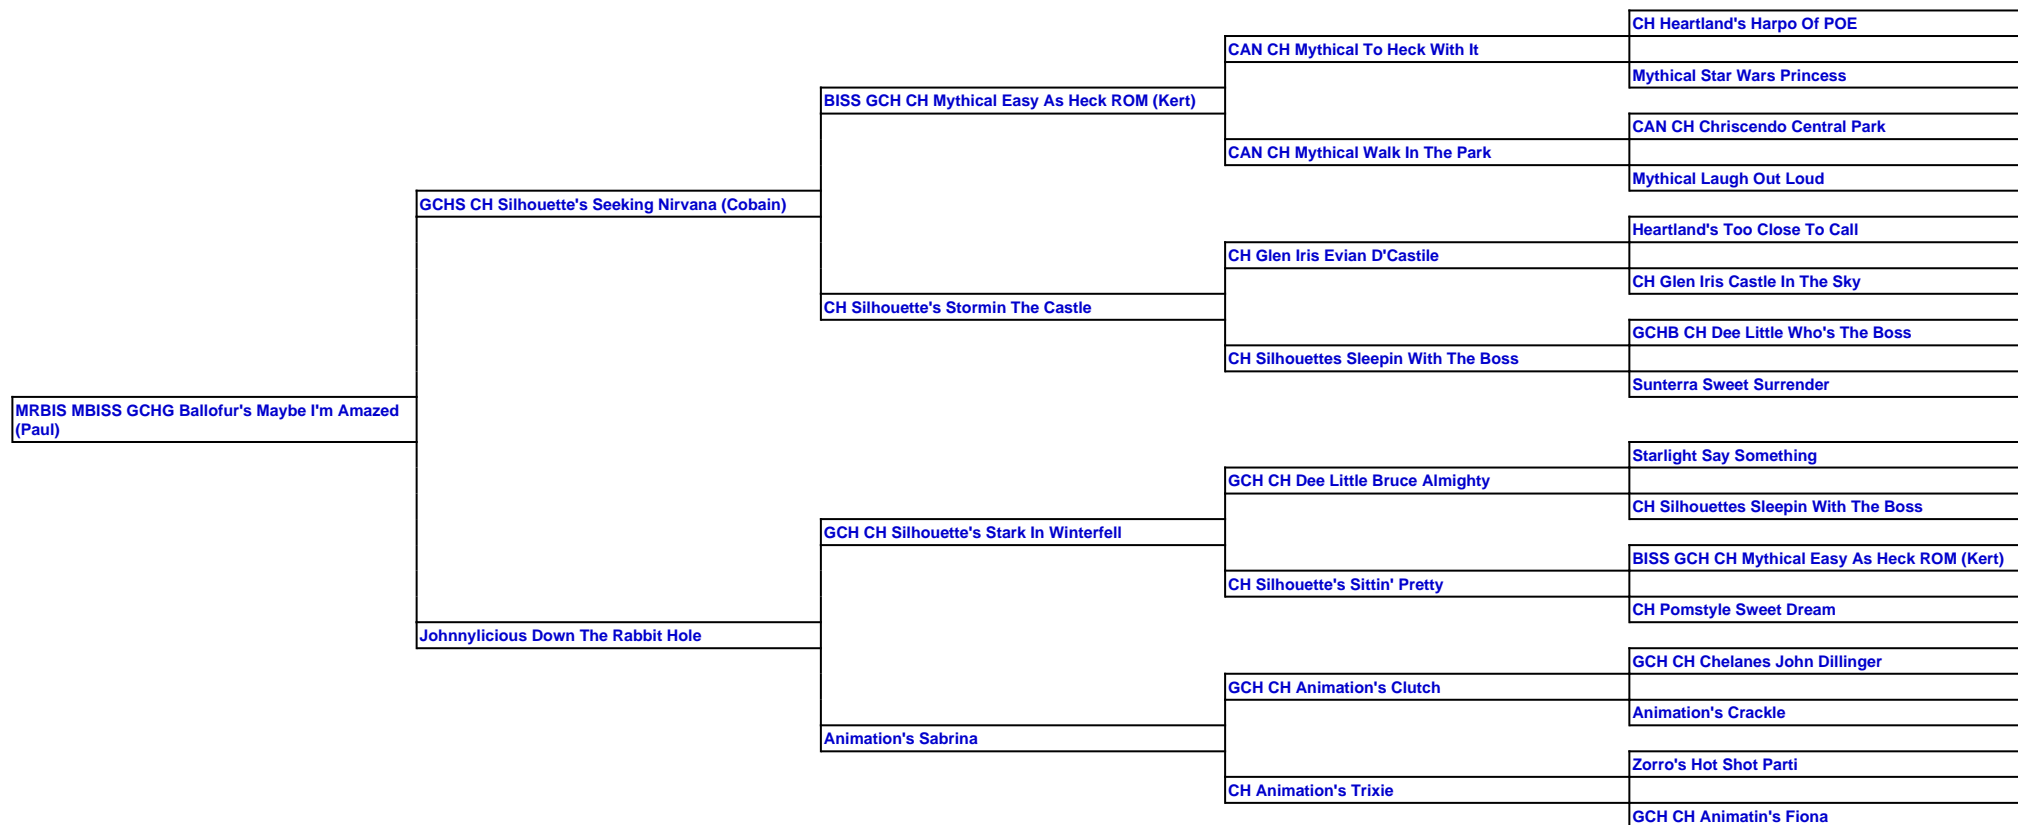 CH Heartland's Harpo Of POE
CAN CH Mythical To Heck With It
Mythical Star Wars Princess
BISS GCH CH Mythical Easy As Heck ROM (Kert)
CAN CH Chriscendo Central Park
CAN CH Mythical Walk In The Park
Mythical Laugh Out Loud
GCHS CH Silhouette's Seeking Nirvana (Cobain)
Heartland's Too Close To Call
CH Glen Iris Evian D'Castile
CH Glen Iris Castle In The Sky
CH Silhouette's Stormin The Castle
GCHB CH Dee Little Who's The Boss
CH Silhouettes Sleepin With The Boss
Sunterra Sweet Surrender
MRBIS MBISS GCHG Ballofur's Maybe I'm Amazed
(Paul)
Starlight Say Something
GCH CH Dee Little Bruce Almighty
CH Silhouettes Sleepin With The Boss
GCH CH Silhouette's Stark In Winterfell
BISS GCH CH Mythical Easy As Heck ROM (Kert)
CH Silhouette's Sittin' Pretty
CH Pomstyle Sweet Dream
Johnnylicious Down The Rabbit Hole
GCH CH Chelanes John Dillinger
GCH CH Animation's Clutch
Animation's Crackle
Animation's Sabrina
Zorro's Hot Shot Parti
CH Animation's Trixie
GCH CH Animatin's Fiona